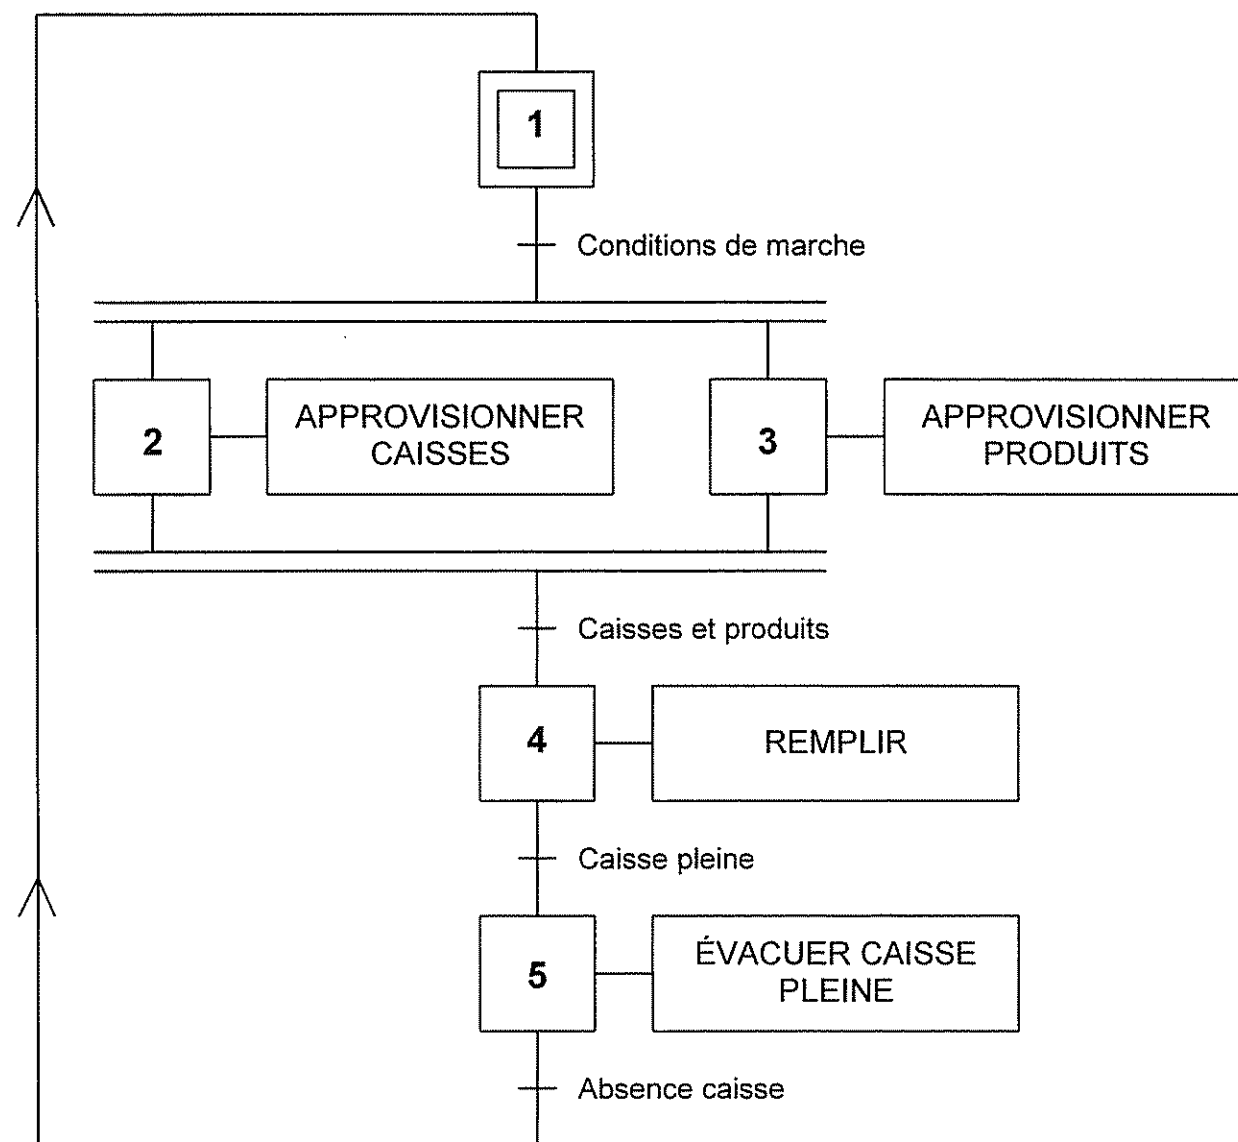 1
Conditions de marche
2
APPROVISIONNER
CAISSES
3
APPROVISIONNER
PRODUITS
Caisses et produits
4
REMPLIR
Caisse pleine
5
ÉVACUER CAISSE
PLEINE
Absence caisse